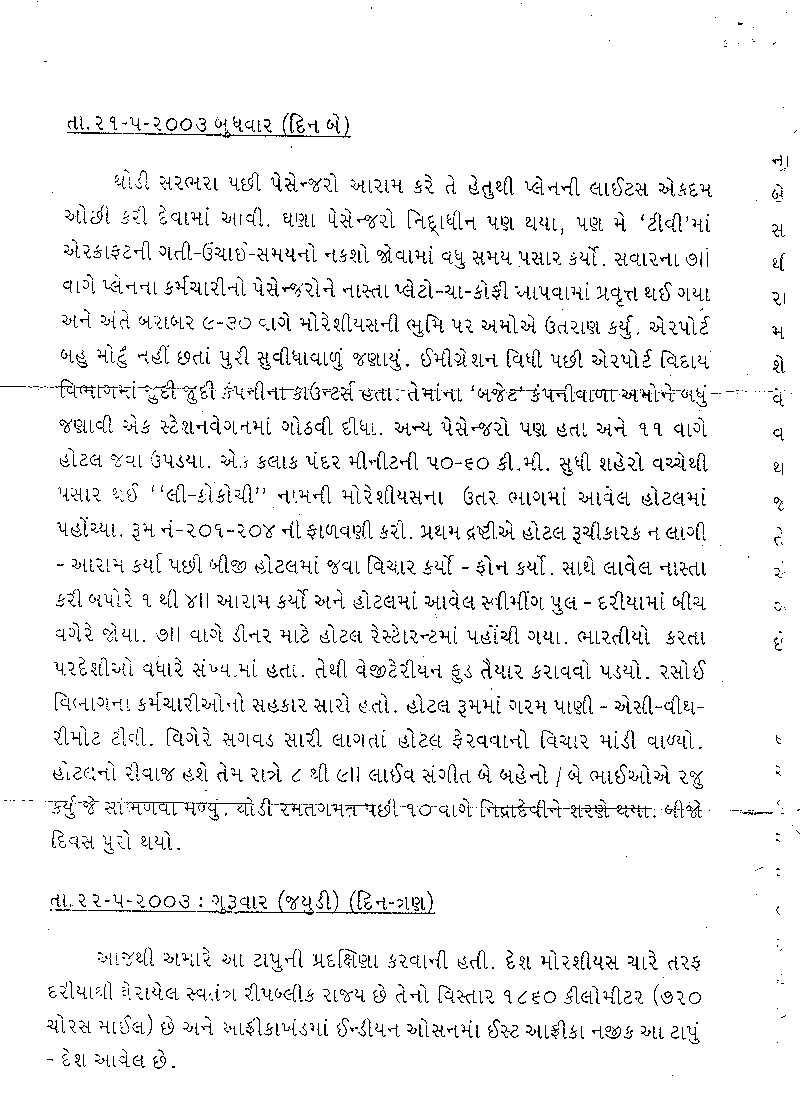 તા.૨૧-૫-૨૦૦૩ બુધવાર (દિન બે)
થોડી સરભરા પછી પેસેન્જરો આરામ કરે તે હેતુથી પ્લેનની લાઈટસ એકદમ
ઓછી કરી દેવામાં આવી. ઘણા પેસેન્જરો નિદ્રાધીન પણ થયા, પણ મે ‘ટીવી’માં
એરક્રાફ્ટની ગતી-ઉંચાઇ-સમયનો નકશો જોવામાં વધુ સમય પસાર કર્યો. સવારના ૭॥
વાગે પ્લેનના કર્મચારીનો પેસેન્જરોને નાસ્તા પ્લેટો-ચા-કોફી આપવામાં પ્રવૃત્ત થઈ ગયા
અને અંતે બરાબર ૯-૩૦ વાગે મોરેશીયસની ભુમિ પર અમોએ ઉતરાણ કર્યુ. એરપોર્ટ
બહુ મોટું નહીં છતાં પુરી સુવીધાવાળું જણાયું. ઈમીગ્રેશન વિધી પછી એરપોર્ટ વિદાય
વિભાગમાં જુદી જુદી કંપનીના કાઉન્ટર્સ હતા. તેમાંના ‘બજેટ’ કંપનીવાળા અમોને બધું
જણાવી એક સ્ટેશનવેગનમાં ગોઠવી દીધા. અન્ય પેસેન્જરો પણ હતા અને ૧૧ વાગે
હોટલ જવા ઉપડયા. એક કલાક પંદર મીનીટની ૫૦-૬૦ કી.મી. સુધી શહેરો વચ્ચેથી
પસાર થઈ ‘‘લી-કોકોચી’’ નામની મોરેશીયસના ઉતર ભાગમાં આવેલ હોટલમાં
પહોંચ્યા. રૂમ નં-૨૦૧-૨૦૪ ની ફાળવણી કરી. પ્રથમ દ્રષ્ટીએ હોટલ રૂચીકારક ન લાગી
- આરામ કર્યા પછી બીજી હોટલમાં જવા વિચાર કર્યો - ફોન કર્યો. સાથે લાવેલ નાસ્તા
કરી બપોરે ૧ થી ૪॥ આરામ કર્યો અને હોટલમાં આવેલ સ્વીમીંગ પુલ - દરીયામાં બીચ
વગેરે જોયા. ૭॥ વાગે ડીનર માટે હોટલ રેસ્ટારન્ટમાં પહોંચી ગયા. ભારતીયો કરતા
પરદેશીઓ વધારે સંખ્યામાં હતા. તેથી વેજીટેરીયન ફુડ તૈયાર કરાવવો પડયો. રસોઈ
વિભાગના કર્મચારીઓનો સહકાર સારો હતો. હોટલ રૂમમાં ગરમ પાણી - એસી-વીથ-
રીમોટ ટીવી. વિગેરે સગવડ સારી લાગતાં હોટલ ફેરવવાનો વિચાર માંડી વાળ્યો.
હોટલનો રીવાજ હશે તેમ રાત્રે ૮ થી ૯॥ લાઈવ સંગીત બે બહેનો / બે ભાઈઓએ રજુ
કર્યુ જે સાંભળવા મળ્યું. થોડી રમતગમત પછી ૧૦ વાગે નિદ્રાદેવીને શરણે થયા. બીજો
દિવસ પુરો થયો.
તા.૨૨-૫-૨૦૦૩ : ગુરૂવાર (જયુડી) (દિન-ત્રણ)
આજથી અમારે આ ટાપુની પ્રદક્ષિણા કરવાની હતી. દેશ મોરશીયસ ચારે તરફ
દરીયાથી ઘેરાયેલ સ્વતંત્ર રીપબ્લીક રાજય છે તેનો વિસ્તાર ૧૮૬૦ કીલોમીટર (૭૨૦
ચોરસ માઈલ) છે અને આફ્રીકાખંડમાં ઈન્ડીયન ઓસનમાં ઈસ્ટ આફ્રીકા નજીક આ ટાપું
- દેશ આવેલ છે.